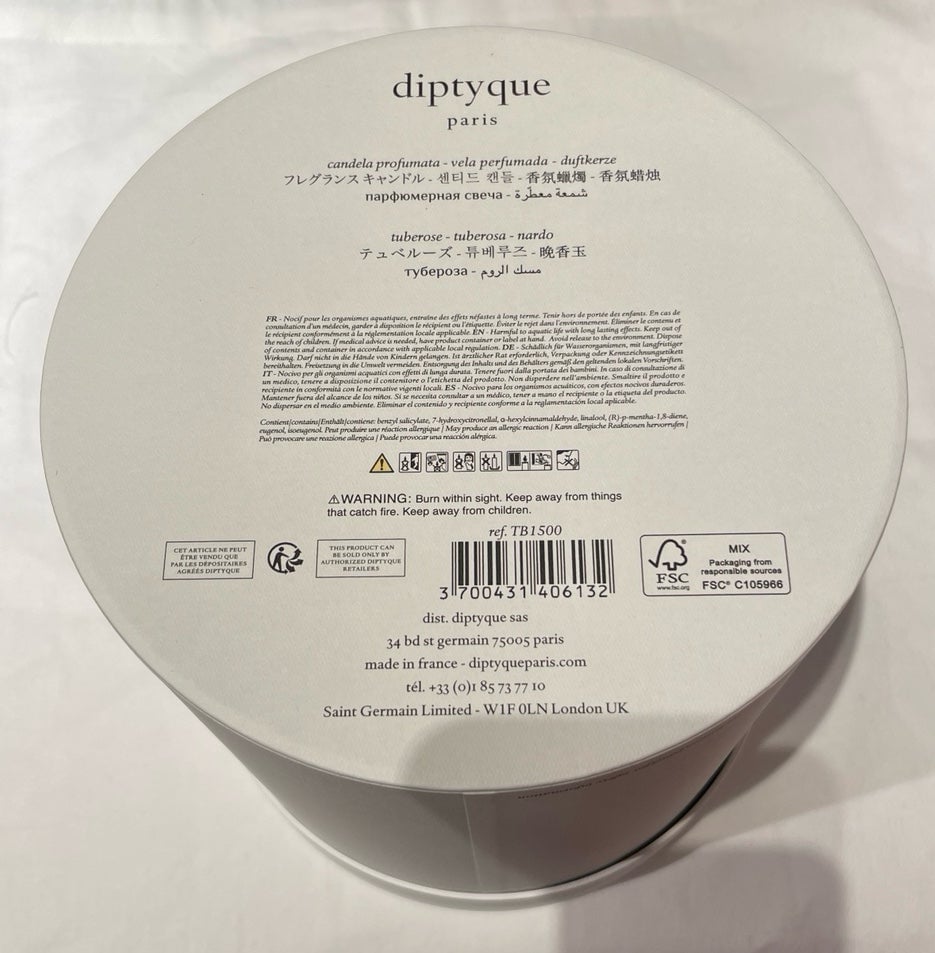 diptyque
paris
candela profumata - vela perfumada - duftkerze
フレグランスキャンドル - 센티드 캔들 - 香氛蠟燭 - 香氛蜡烛
парфюмерная свеча - شمعة معطّرة
tuberose - tuberosa - nardo
テュベルーズ - 튜베루즈 - 晚香玉
тубероза - مسك الروم
FR - Nocif pour les organismes aquatiques, entraîne des effets néfastes à long terme. Tenir hors de portée des enfants. En cas de
consultation d'un médecin, garder à disposition le récipient ou l'étiquette. Éviter le rejet dans l'environnement. Éliminer le contenu et
le récipient conformément à la réglementation locale applicable. EN - Harmful to aquatic life with long lasting effects. Keep out of
the reach of children. If medical advice is needed, have product container or label at hand. Avoid release to the environment. Dispose
of contents and container in accordance with applicable local regulation. DE - Schädlich für Wasserorganismen, mit langfristiger
Wirkung. Darf nicht in die Hände von Kindern gelangen. Ist ärztlicher Rat erforderlich, Verpackung oder Kennzeichnungsetikett
bereithalten. Freisetzung in die Umwelt vermeiden. Entsorgung des Inhalts und des Behälters gemäß den geltenden lokalen Vorschriften.
IT - Nocivo per gli organismi acquatici con effetti di lunga durata. Tenere fuori dalla portata dei bambini. In caso di consultazione di
un medico, tenere a disposizione il contenitore o l'etichetta del prodotto. Non disperdere nell'ambiente. Smaltire il prodotto e
recipiente in conformità con le normative vigenti locali. ES - Nocivo para los organismos acuáticos, con efectos nocivos duraderos.
Mantener fuera del alcance de los niños. Si se necesita consultar a un médico, tener a mano el recipiente o la etiqueta del producto.
No dispersar en el medio ambiente. Eliminar el contenido y recipiente conforme a la reglamentación local aplicable.
Contient|contains|Enthält|contiene: benzyl salicylate, 7-hydroxycitronellal, α-hexylcinnamaldehyde, linalool, (R)-p-mentha-1,8-diene,
eugenol, isoeugenol. Peut produire une réaction allergique | May produce an allergic reaction | Kann allergische Reaktionen hervorrufen |
Può provocare una reazione allergica | Puede provocar una reacción alérgica.
⚠WARNING: Burn within sight. Keep away from things
that catch fire. Keep away from children.
ref. TB1500
CET ARTICLE NE PEUT
ÊTRE VENDU QUE
PAR LES DÉPOSITAIRES
AGRÉÉS DIPTYQUE
THIS PRODUCT CAN
BE SOLD ONLY BY
AUTHORIZED DIPTYQUE
RETAILERS
3 700431 406132
FSC
www.fsc.org
MIX
Packaging from
responsible sources
FSC® C105966
dist. diptyque sas
34 bd st germain 75005 paris
made in france - diptyqueparis.com
tél. +33 (0)1 85 73 77 10
Saint Germain Limited - W1F 0LN London UK